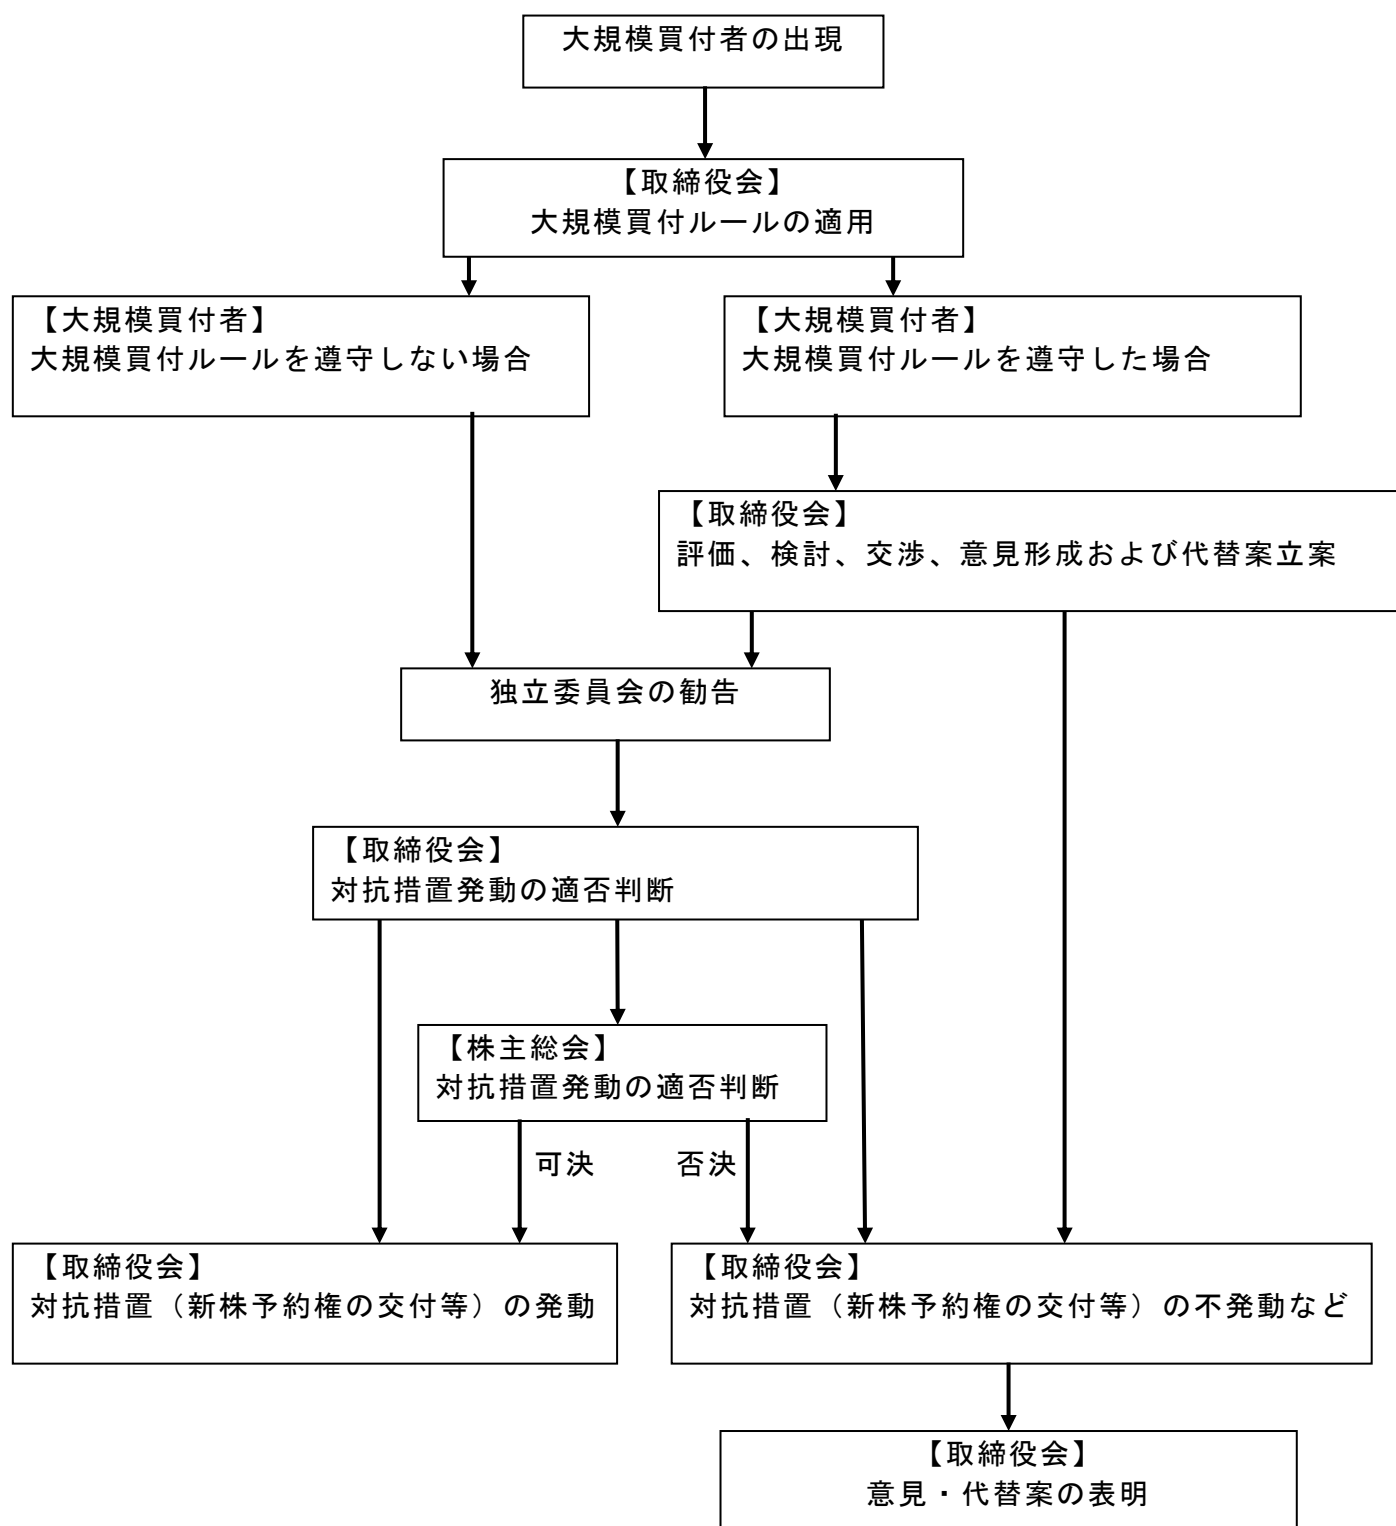 大規模買付者の出現
【取締役会】
大規模買付ルールの適用
【大規模買付者】
大規模買付ルールを遵守しない場合
【大規模買付者】
大規模買付ルールを遵守した場合
【取締役会】
評価、検討、交渉、意見形成および代替案立案
独立委員会の勧告
【取締役会】
対抗措置発動の適否判断
【株主総会】
対抗措置発動の適否判断
可決
否決
【取締役会】
対抗措置（新株予約権の交付等）の発動
【取締役会】
対抗措置（新株予約権の交付等）の不発動など
【取締役会】
意見・代替案の表明